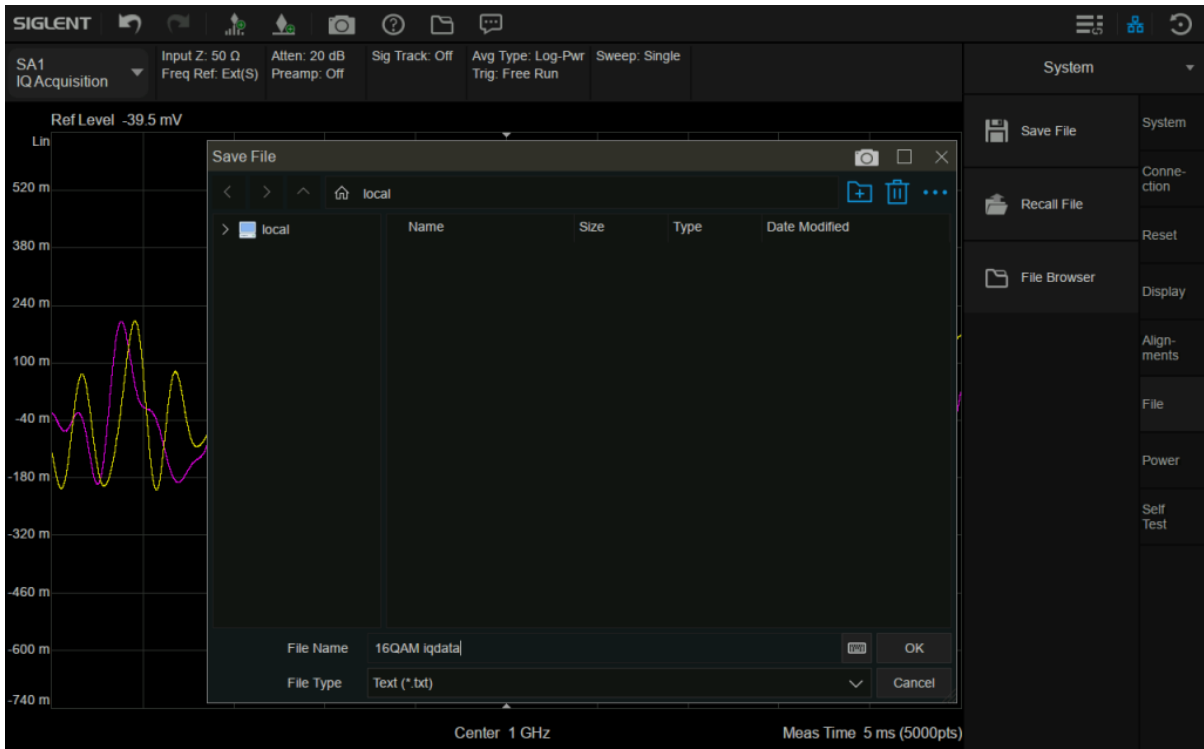 SIGLENT
SA1
IQ Acquisition
Input Z: 50 Ω
Freq Ref: Ext(S)
Atten: 20 dB
Preamp: Off
Sig Track: Off
Avg Type: Log-Pwr
Trig: Free Run
Sweep: Single
System
Ref Level -39.5 mV
Lin
520 m
380 m
240 m
100 m
-40 m
-180 m
-320 m
-460 m
-600 m
-740 m
Save File
local
local
Name Size Type Date Modified
File Name 16QAM iqdata OK
File Type Text (*.txt) Cancel
Center 1 GHz
Meas Time 5 ms (5000pts)
Save File
Recall File
File Browser
System
Conne-
ction
Reset
Display
Align-
ments
File
Power
Self
Test